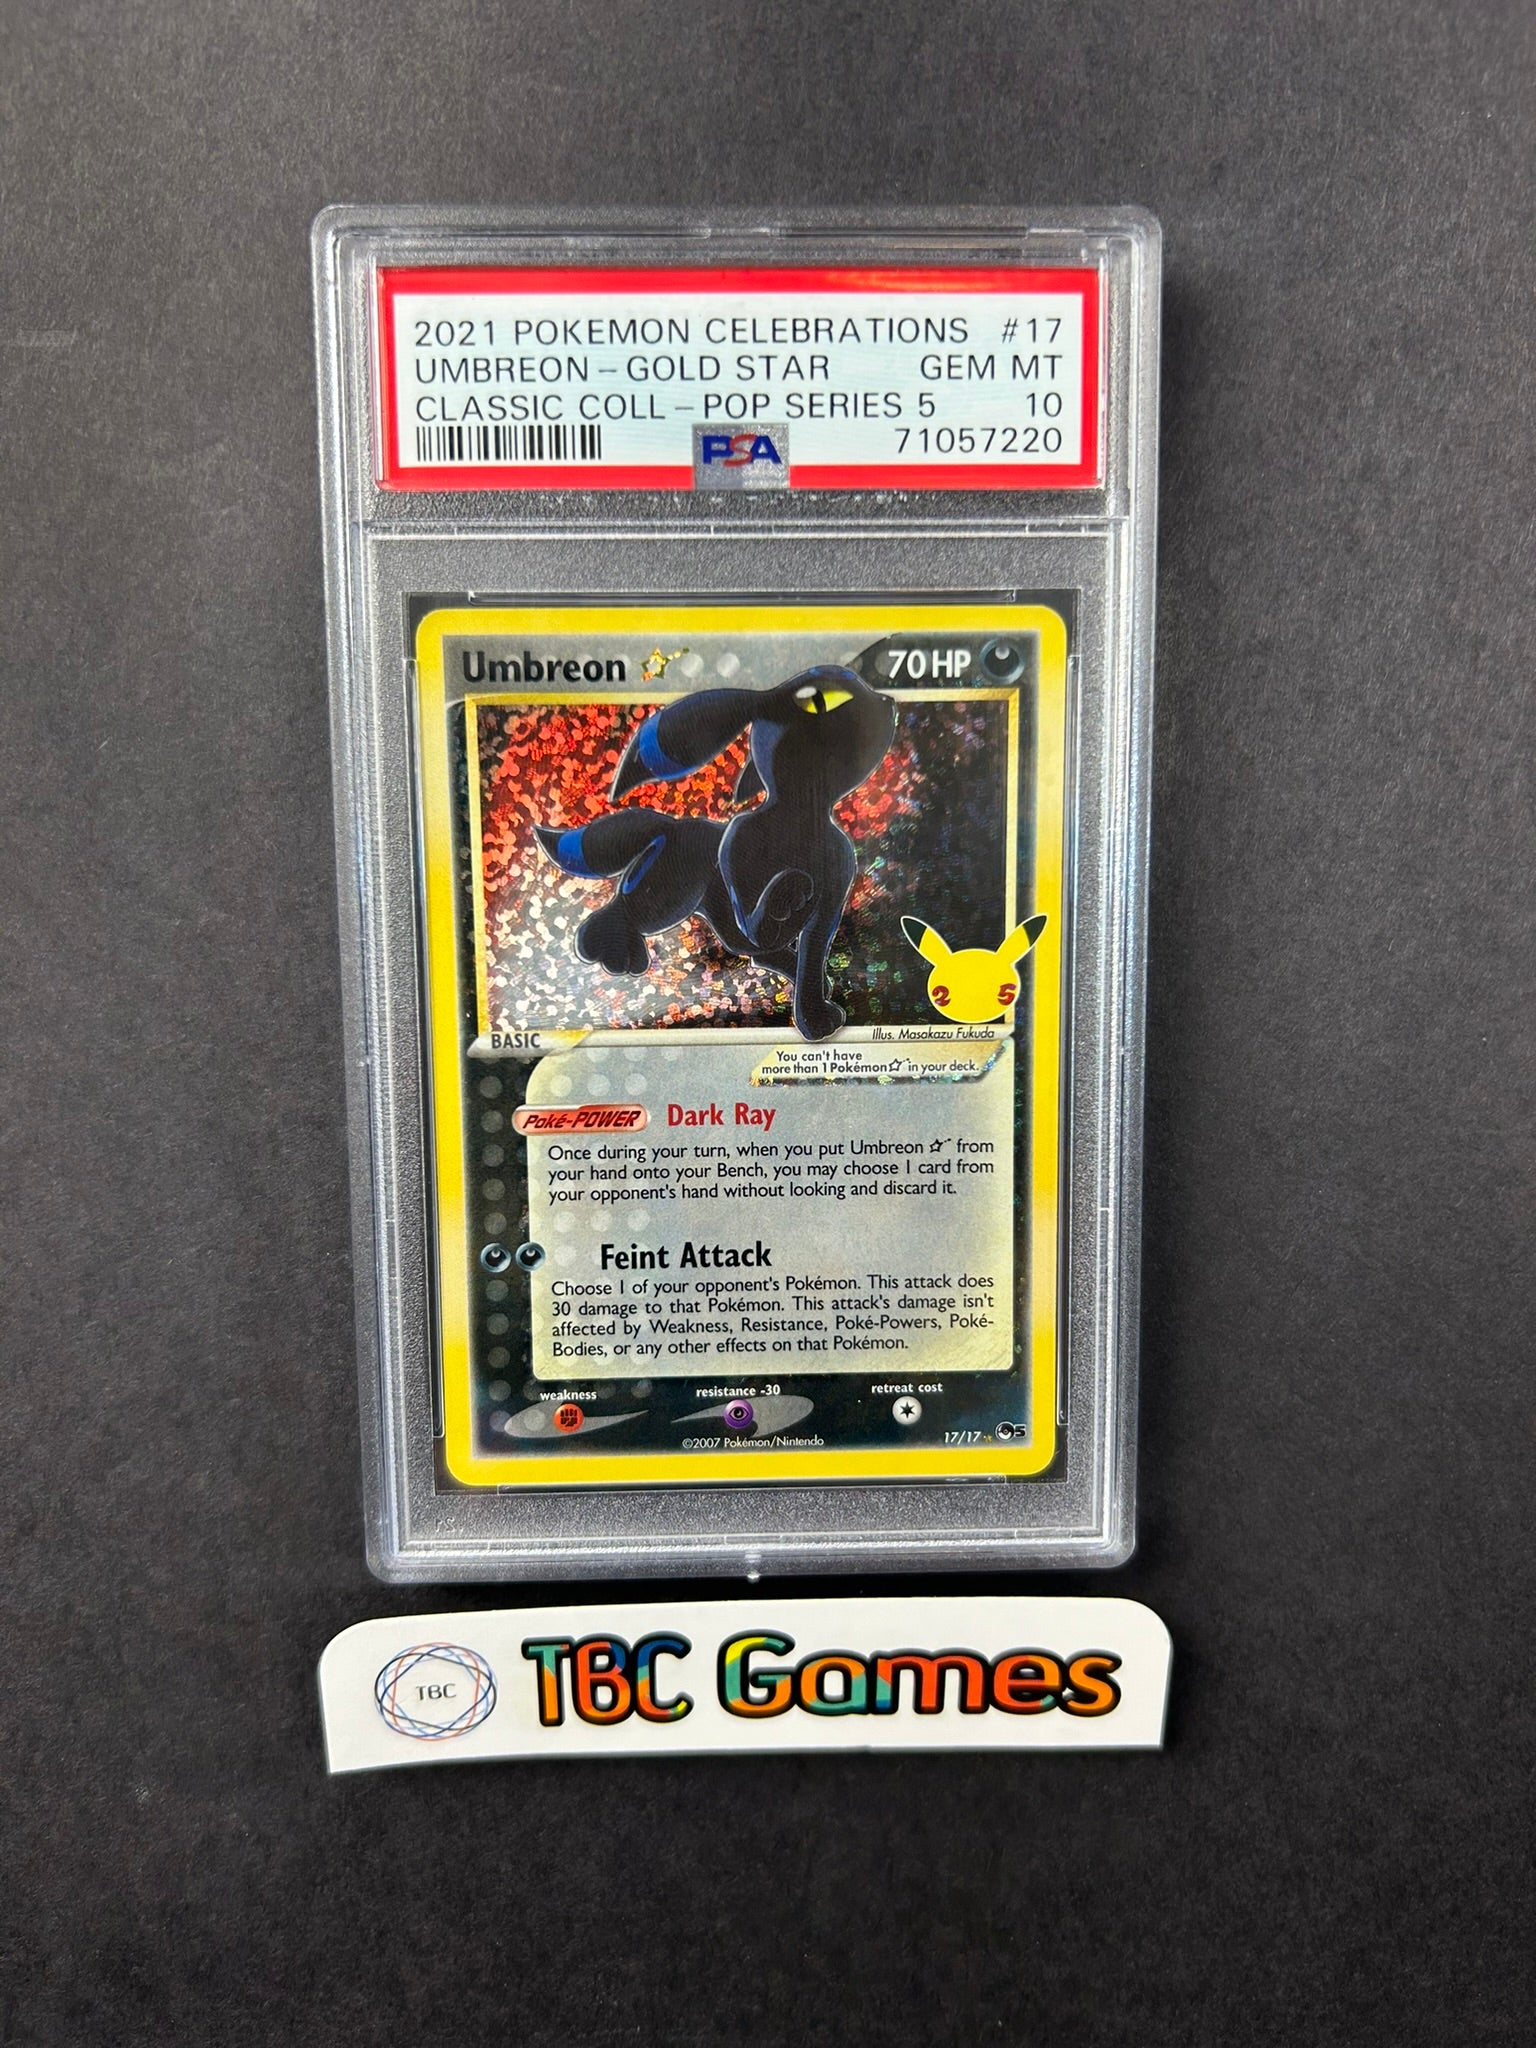 2021 POKEMON CELEBRATIONS #17
UMBREON - GOLD STAR GEM MT
CLASSIC COLL - POP SERIES 5 10
PSA 71057220
Umbreon ☆ 70 HP
25
BASIC
Illus. Masakazu Fukuda
You can't have
more than 1 Pokémon ☆ in your deck.
Poké-POWER Dark Ray
Once during your turn, when you put Umbreon ☆ from
your hand onto your Bench, you may choose 1 card from
your opponent's hand without looking and discard it.
Feint Attack
Choose 1 of your opponent's Pokémon. This attack does
30 damage to that Pokémon. This attack's damage isn't
affected by Weakness, Resistance, Poké-Powers, Poké-
Bodies, or any other effects on that Pokémon.
weakness resistance -30 retreat cost
©2007 Pokémon/Nintendo 17/17 ☆ 5
TBC TBC Games